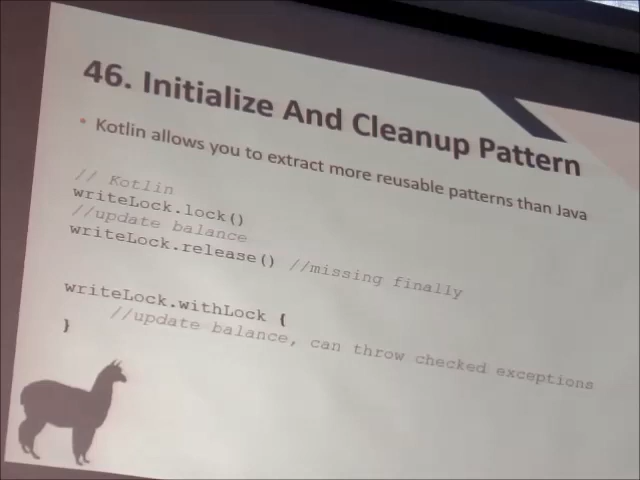 46. Initialize And Cleanup Pattern
• Kotlin allows you to extract more reusable patterns than Java
// Kotlin
writeLock.lock()
//update balance
writeLock.release() //missing finally
writeLock.withLock {
//update balance, can throw checked exceptions
}